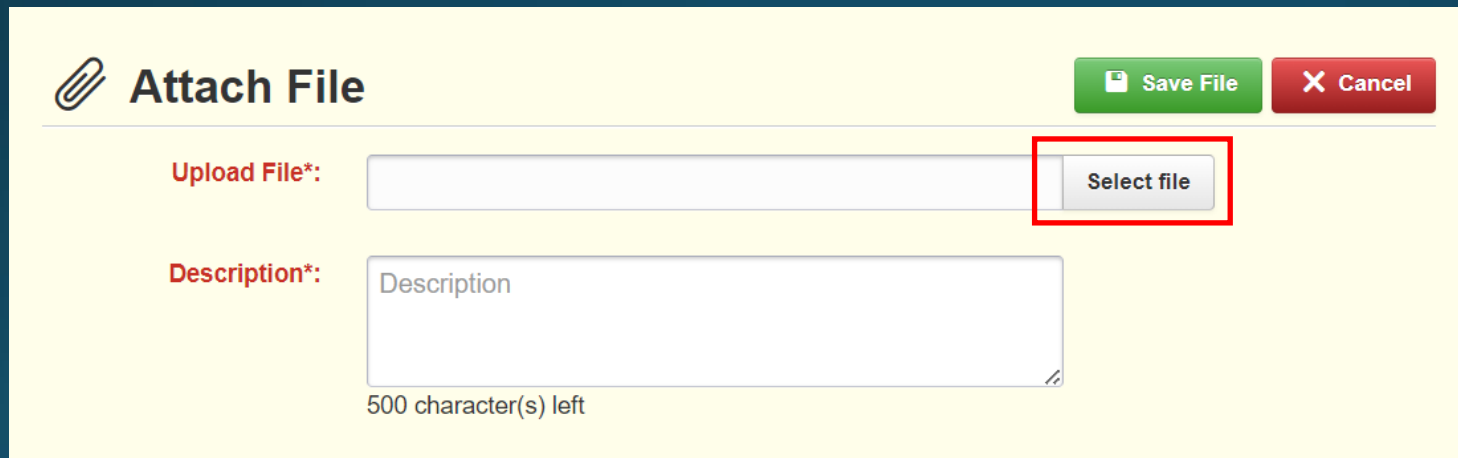 Attach File
Save File
Cancel
Upload File*:
Select file
Description*:
Description
500 character(s) left